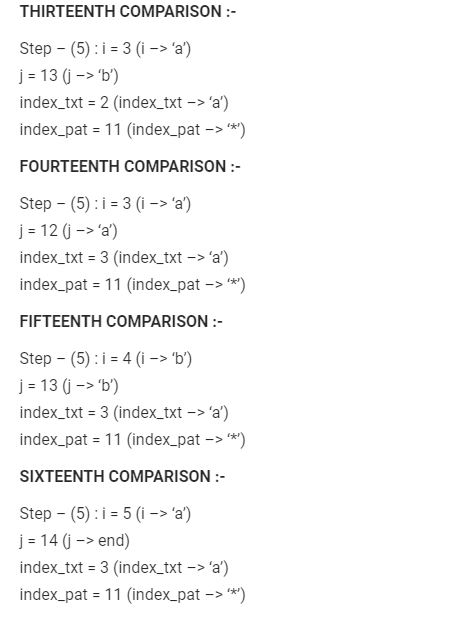 THIRTEENTH COMPARISON :-
Step – (5) : i = 3 (i –> ‘a’)
j = 13 (j –> ‘b’)
index_txt = 2 (index_txt –> ‘a’)
index_pat = 11 (index_pat –> ‘*’)
FOURTEENTH COMPARISON :-
Step – (5) : i = 3 (i –> ‘a’)
j = 12 (j –> ‘a’)
index_txt = 3 (index_txt –> ‘a’)
index_pat = 11 (index_pat –> ‘*’)
FIFTEENTH COMPARISON :-
Step – (5) : i = 4 (i –> ‘b’)
j = 13 (j –> ‘b’)
index_txt = 3 (index_txt –> ‘a’)
index_pat = 11 (index_pat –> ‘*’)
SIXTEENTH COMPARISON :-
Step – (5) : i = 5 (i –> ‘a’)
j = 14 (j –> end)
index_txt = 3 (index_txt –> ‘a’)
index_pat = 11 (index_pat –> ‘*’)